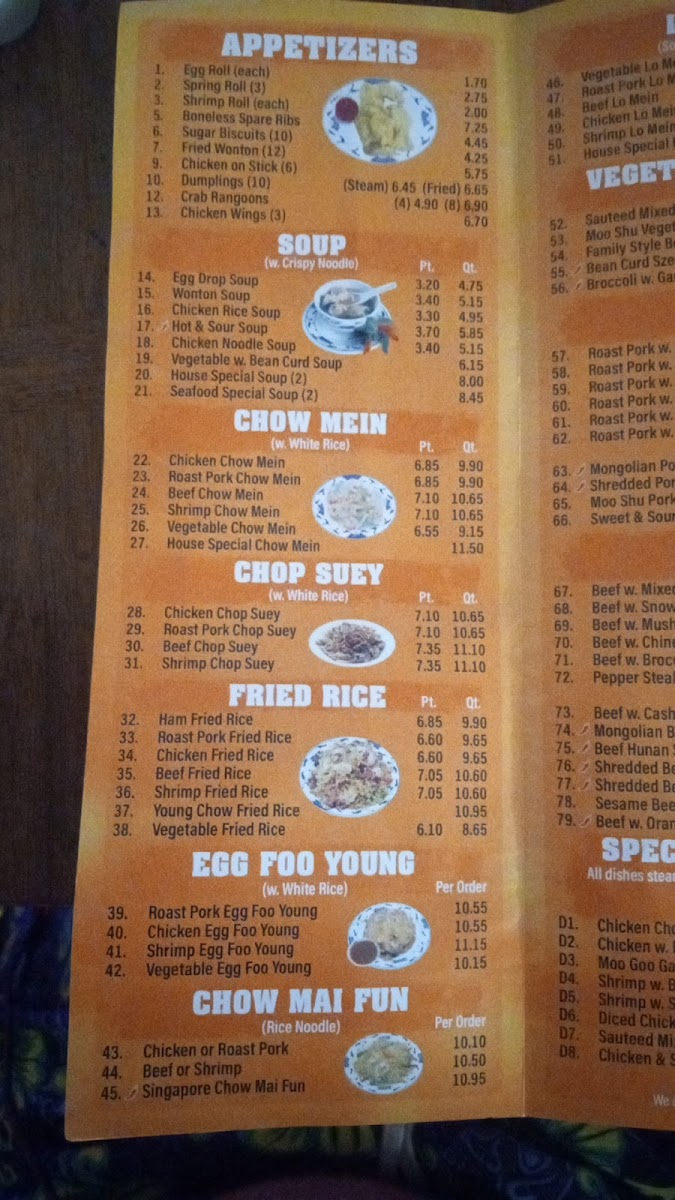 APPETIZERS
1. Egg Roll (each) 1.70
2. Spring Roll (3) 2.75
3. Shrimp Roll (each) 2.00
5. Boneless Spare Ribs 7.25
6. Sugar Biscuits (10) 4.45
7. Fried Wonton (12) 4.25
9. Chicken on Stick (6) 5.75
10. Dumplings (10) (Steam) 6.45 (Fried) 6.65
12. Crab Rangoons (4) 4.90 (8) 6.90
13. Chicken Wings (3) 6.70
SOUP
(w. Crispy Noodle) Pt. Qt.
14. Egg Drop Soup 3.20 4.75
15. Wonton Soup 3.40 5.15
16. Chicken Rice Soup 3.30 4.95
17. Hot & Sour Soup 3.70 5.85
18. Chicken Noodle Soup 3.40 5.15
19. Vegetable w. Bean Curd Soup 6.15
20. House Special Soup (2) 8.00
21. Seafood Special Soup (2) 8.45
CHOW MEIN
(w. White Rice) Pt. Qt.
22. Chicken Chow Mein 6.85 9.90
23. Roast Pork Chow Mein 6.85 9.90
24. Beef Chow Mein 7.10 10.65
25. Shrimp Chow Mein 7.10 10.65
26. Vegetable Chow Mein 6.55 9.15
27. House Special Chow Mein 11.50
CHOP SUEY
(w. White Rice) Pt. Qt.
28. Chicken Chop Suey 7.10 10.65
29. Roast Pork Chop Suey 7.10 10.65
30. Beef Chop Suey 7.35 11.10
31. Shrimp Chop Suey 7.35 11.10
FRIED RICE Pt. Qt.
32. Ham Fried Rice 6.85 9.90
33. Roast Pork Fried Rice 6.60 9.65
34. Chicken Fried Rice 6.60 9.65
35. Beef Fried Rice 7.05 10.60
36. Shrimp Fried Rice 7.05 10.60
37. Young Chow Fried Rice 10.95
38. Vegetable Fried Rice 6.10 8.65
EGG FOO YOUNG
(w. White Rice) Per Order
39. Roast Pork Egg Foo Young 10.55
40. Chicken Egg Foo Young 10.55
41. Shrimp Egg Foo Young 11.15
42. Vegetable Egg Foo Young 10.15
CHOW MAI FUN
(Rice Noodle) Per Order
43. Chicken or Roast Pork 10.10
44. Beef or Shrimp 10.50
45. Singapore Chow Mai Fun 10.95
46. Vegetable Lo Me
47. Roast Pork Lo M
48. Beef Lo Mein
49. Chicken Lo Mein
50. Shrimp Lo Mein
51. House Special
VEGET
52. Sauteed Mixed
53. Moo Shu Veget
54. Family Style B
55. Bean Curd Sze
56. Broccoli w. Ga
57. Roast Pork w.
58. Roast Pork w.
59. Roast Pork w.
60. Roast Pork w.
61. Roast Pork w.
62. Roast Pork w.
63. Mongolian Po
64. Shredded Por
65. Moo Shu Pork
66. Sweet & Sour
67. Beef w. Mixed
68. Beef w. Snow
69. Beef w. Mush
70. Beef w. Chine
71. Beef w. Broc
72. Pepper Steak
73. Beef w. Cash
74. Mongolian B
75. Beef Hunan S
76. Shredded Be
77. Shredded Be
78. Sesame Bee
79. Beef w. Oran
SPEC
All dishes stea
D1. Chicken Cho
D2. Chicken w.
D3. Moo Goo Ga
D4. Shrimp w. B
D5. Shrimp w. S
D6. Diced Chick
D7. Sauteed Mi
D8. Chicken & S
We